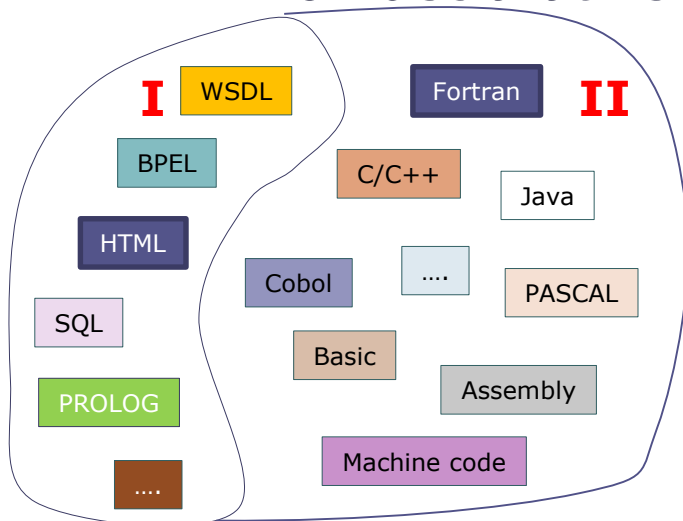 I
WSDL
Fortran
II
BPEL
C/C++
Java
HTML
….
Cobol
PASCAL
SQL
Basic
PROLOG
Assembly
Machine code
….